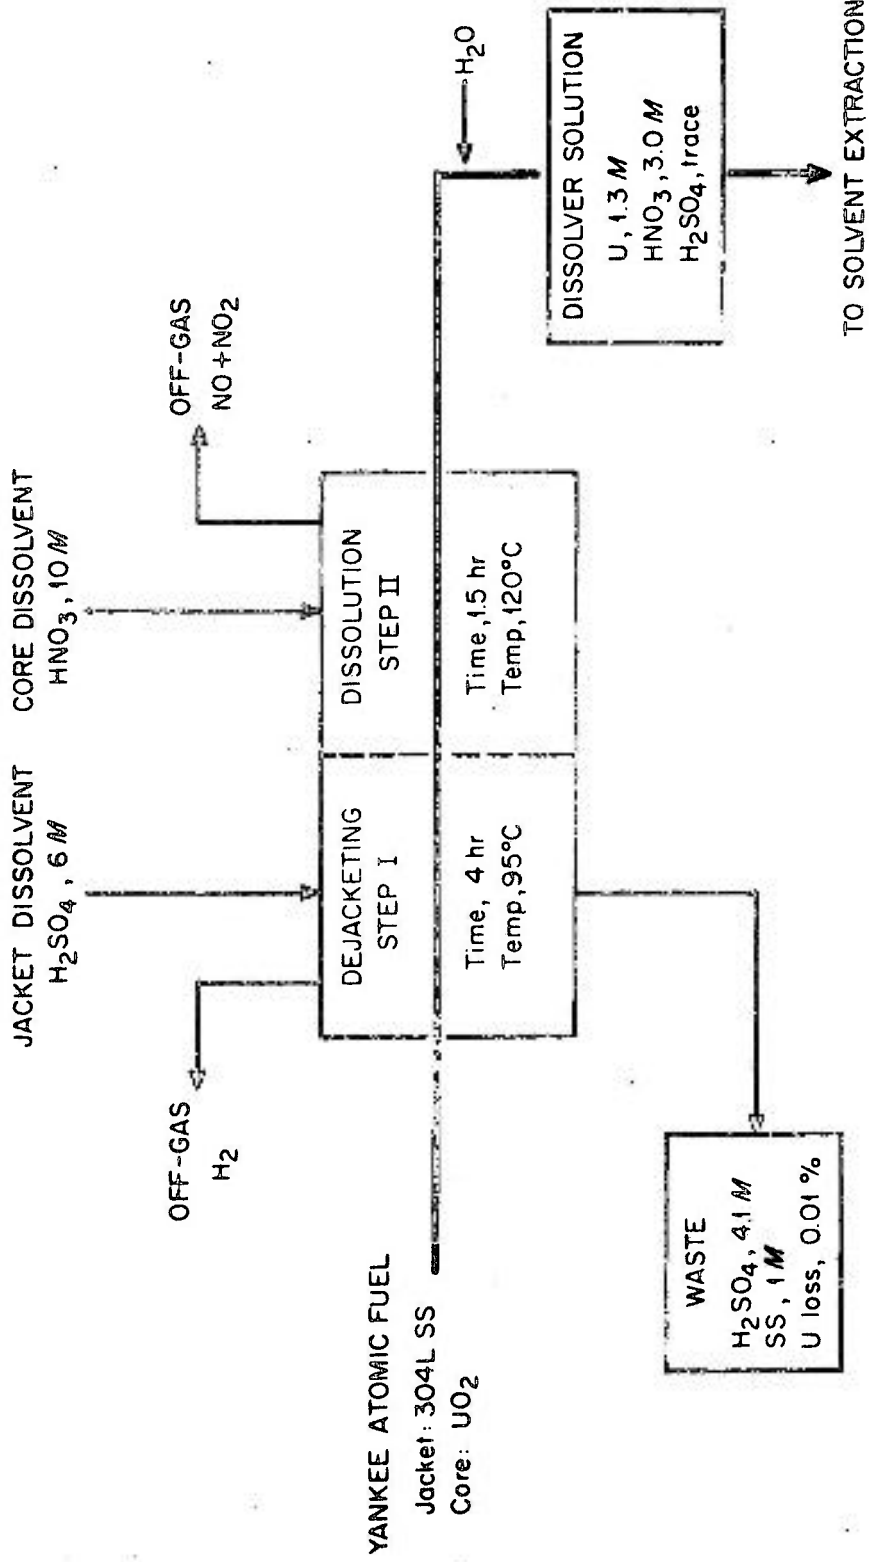 JACKET DISSOLVENT
H2SO4, 6 M
CORE DISSOLVENT
HNO3, 10 M
OFF-GAS
H2
OFF-GAS
NO+NO2
YANKEE ATOMIC FUEL
Jacket: 304L SS
Core: UO2
DEJACKETING
STEP I
Time, 4 hr
Temp, 95°C
DISSOLUTION
STEP II
Time, 1.5 hr
Temp, 120°C
H2O
WASTE
H2SO4, 4.1 M
SS, 1 M
U loss, 0.01 %
DISSOLVER SOLUTION
U, 1.3 M
HNO3, 3.0 M
H2SO4, trace
TO SOLVENT EXTRACTION